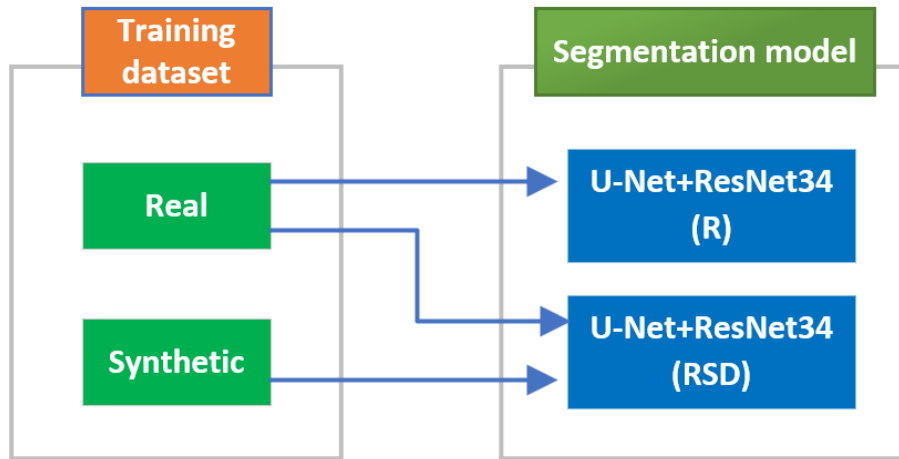 Training
dataset
Segmentation model
Real
U-Net+ResNet34
(R)
Synthetic
U-Net+ResNet34
(RSD)